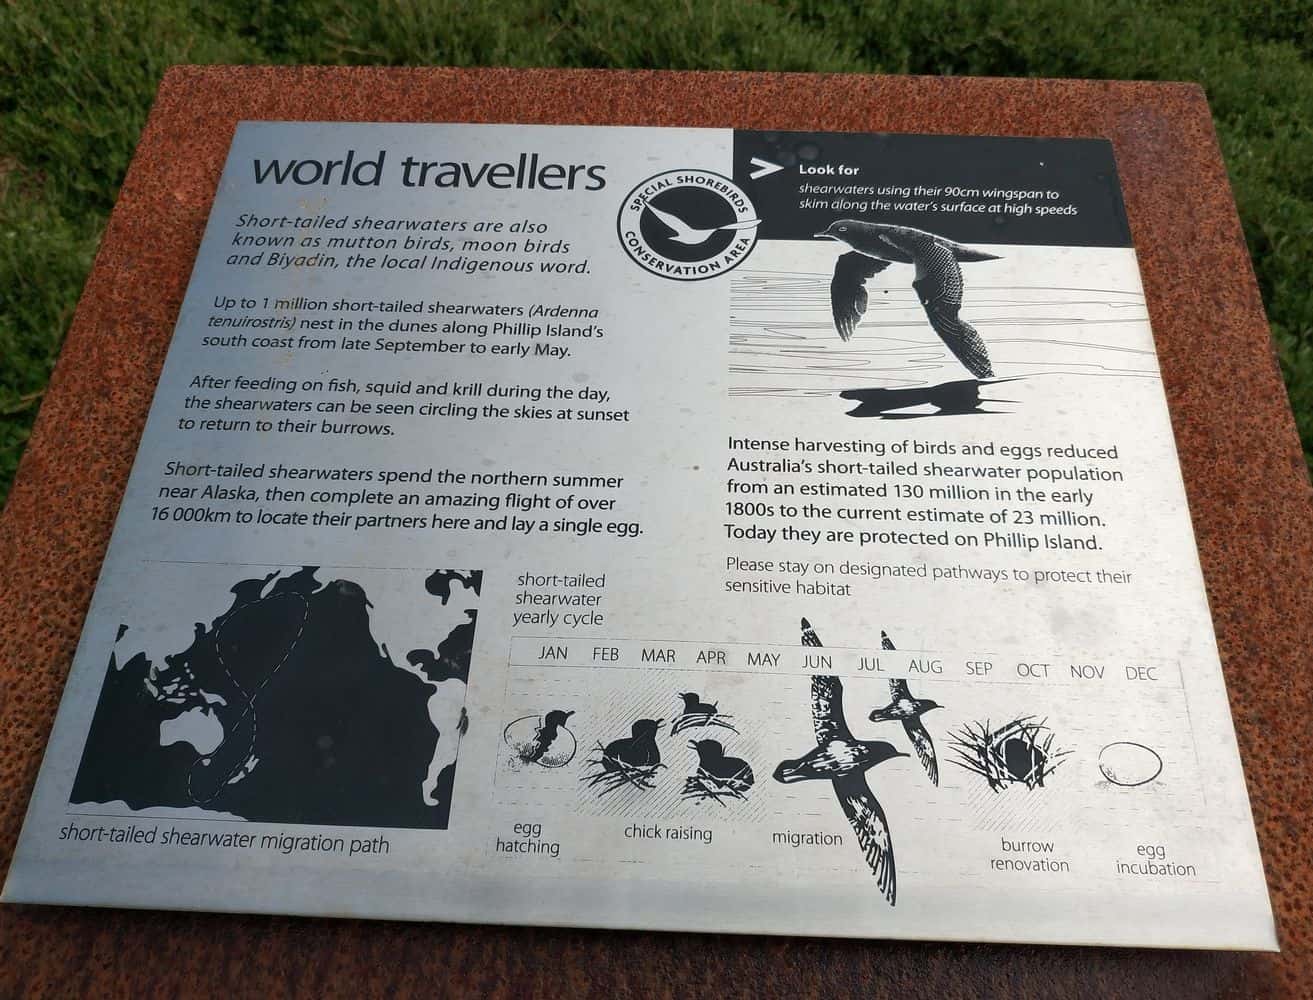 world travellers
Short-tailed shearwaters are also
known as mutton birds, moon birds
and Biyadin, the local Indigenous word.
Up to 1 million short-tailed shearwaters (Ardenna
tenuirostris) nest in the dunes along Phillip Island's
south coast from late September to early May.
After feeding on fish, squid and krill during the day,
the shearwaters can be seen circling the skies at sunset
to return to their burrows.
Short-tailed shearwaters spend the northern summer
near Alaska, then complete an amazing flight of over
16 000km to locate their partners here and lay a single egg.
short-tailed shearwater migration path
SPECIAL SHOREBIRDS
CONSERVATION AREA
> Look for
shearwaters using their 90cm wingspan to
skim along the water's surface at high speeds
Intense harvesting of birds and eggs reduced
Australia's short-tailed shearwater population
from an estimated 130 million in the early
1800s to the current estimate of 23 million.
Today they are protected on Phillip Island.
Please stay on designated pathways to protect their
sensitive habitat
short-tailed
shearwater
yearly cycle
JAN FEB MAR APR MAY JUN JUL AUG SEP OCT NOV DEC
egg
hatching
chick raising
migration
burrow
renovation
egg
incubation